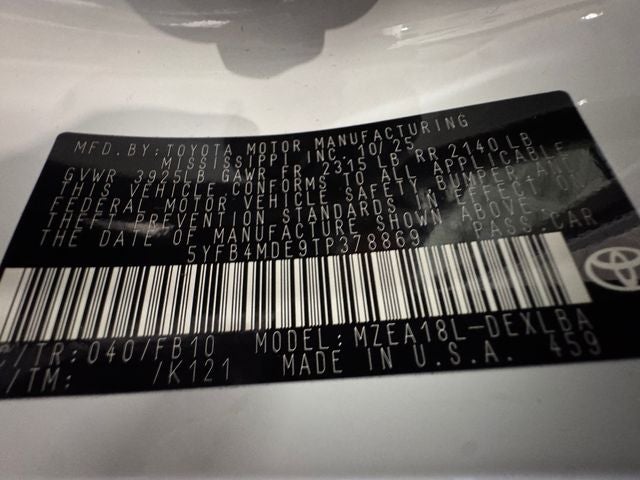 MFD. BY: TOYOTA MOTOR MANUFACTURING
MISSISSIPPI INC. 10/25
GVWR 3925LB GAWR FR 2315 LB RR 2140 LB
THIS VEHICLE CONFORMS TO ALL APPLICABLE
FEDERAL MOTOR VEHICLE SAFETY, BUMPER, AND
THEFT PREVENTION STANDARDS IN EFFECT ON
THE DATE OF MANUFACTURE SHOWN ABOVE.
5YFB4MDE9TP378869 PASS.CAR
/TR: 040/FB10 MODEL: MZEA18L-DEXLBA
/TM: /K121 MADE IN U.S.A. 459